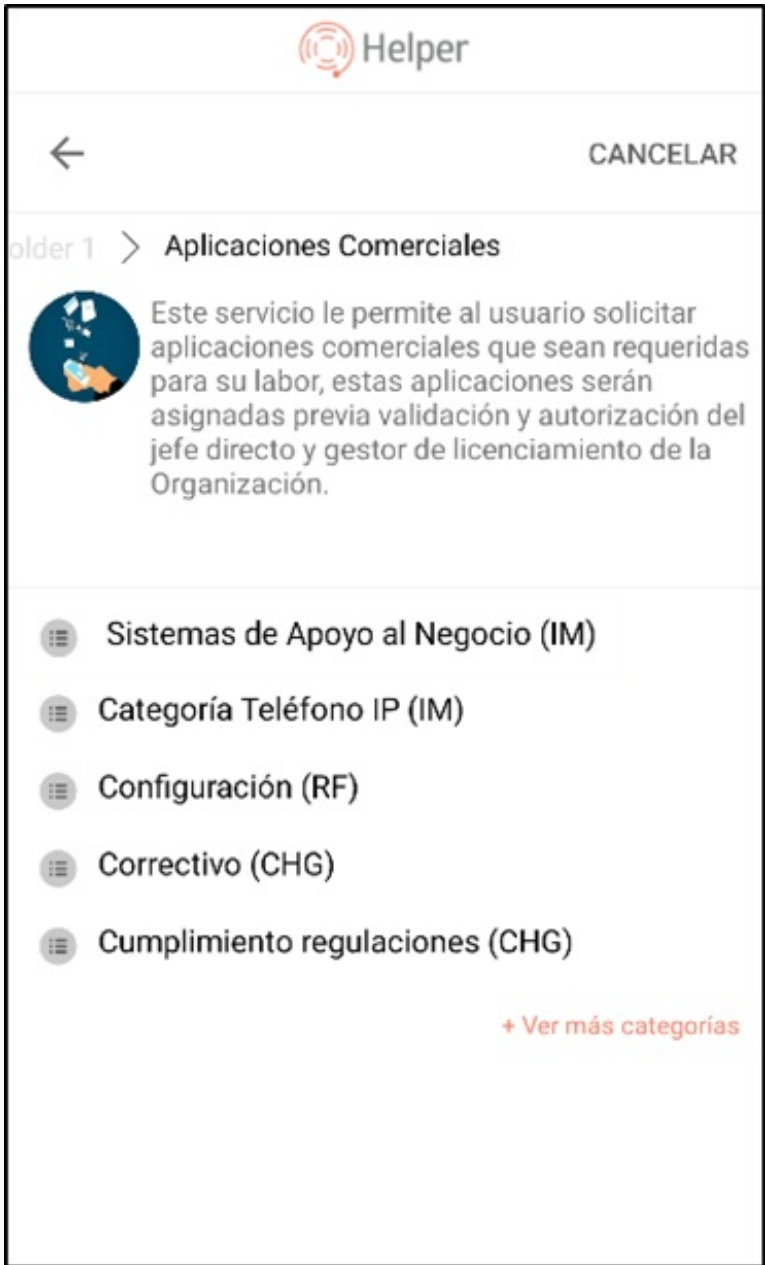 Helper
CANCELAR
older 1 > Aplicaciones Comerciales
Este servicio le permite al usuario solicitar
aplicaciones comerciales que sean requeridas
para su labor, estas aplicaciones serán
asignadas previa validación y autorización del
jefe directo y gestor de licenciamiento de la
Organización.
Sistemas de Apoyo al Negocio (IM)
Categoría Teléfono IP (IM)
Configuración (RF)
Correctivo (CHG)
Cumplimiento regulaciones (CHG)
+ Ver más categorías